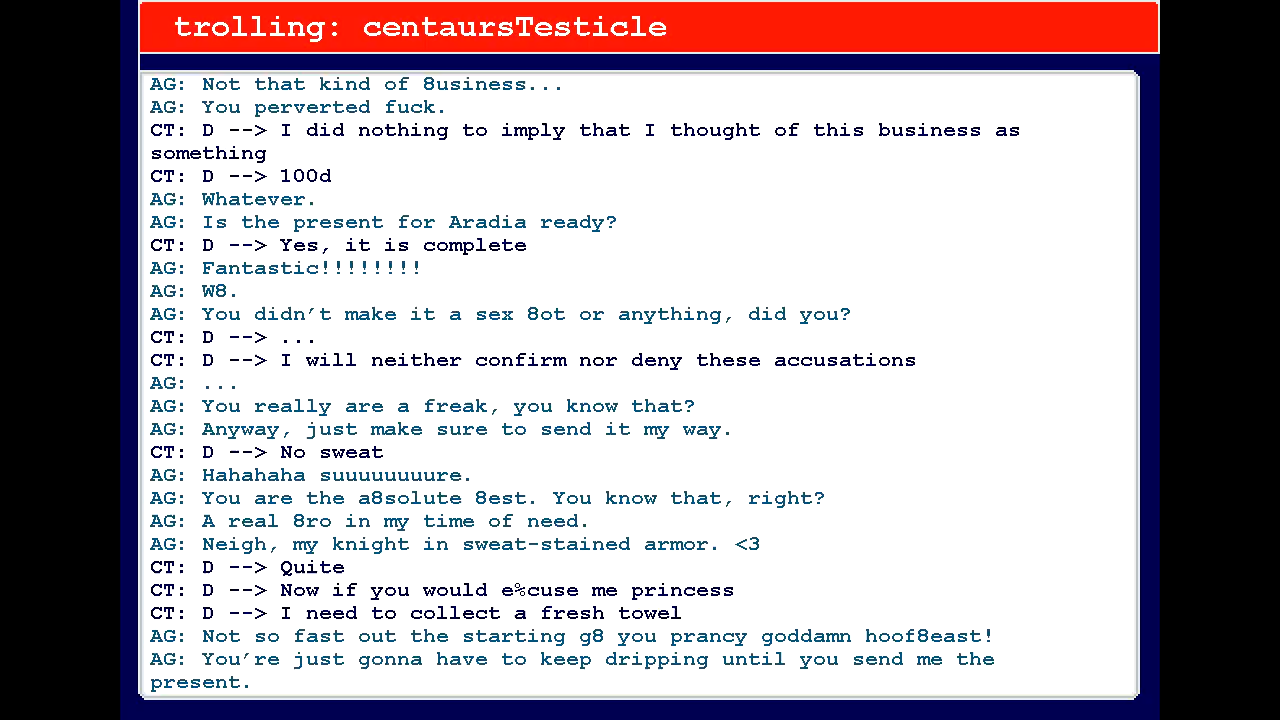 trolling: centaursTesticle
AG: Not that kind of 8usiness...
AG: You perverted fuck.
CT: D --> I did nothing to imply that I thought of this business as
something
CT: D --> 100d
AG: Whatever.
AG: Is the present for Aradia ready?
CT: D --> Yes, it is complete
AG: Fantastic!!!!!!!!
AG: W8.
AG: You didn't make it a sex 8ot or anything, did you?
CT: D --> ...
CT: D --> I will neither confirm nor deny these accusations
AG: ...
AG: You really are a freak, you know that?
AG: Anyway, just make sure to send it my way.
CT: D --> No sweat
AG: Hahahaha suuuuuuuure.
AG: You are the a8solute 8est. You know that, right?
AG: A real 8ro in my time of need.
AG: Neigh, my knight in sweat-stained armor. <3
CT: D --> Quite
CT: D --> Now if you would e%cuse me princess
CT: D --> I need to collect a fresh towel
AG: Not so fast out the starting g8 you prancy goddamn hoof8east!
AG: You're just gonna have to keep dripping until you send me the
present.